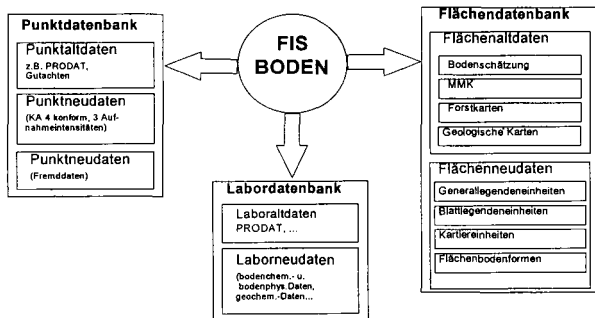 Punktdatenbank
Punktaltdaten
z.B. PRODAT,
Gutachten
Punktneudaten
(KA 4 konform, 3 Auf-
nahmeintensitäten)
Punktneudaten
(Fremddaten)
FIS
BODEN
Labordatenbank
Laboraltdaten
PRODAT, ...
Laborneudaten
(bodenchem.- u.
bodenphys.Daten,
geochem.-Daten...
Flächendatenbank
Flächenaltdaten
Bodenschätzung
MMK
Forstkarten
Geologische Karten
Flächenneudaten
Generallegendeneinheiten
Blattlegendeneinheiten
Kartiereinheiten
Flächenbodenformen